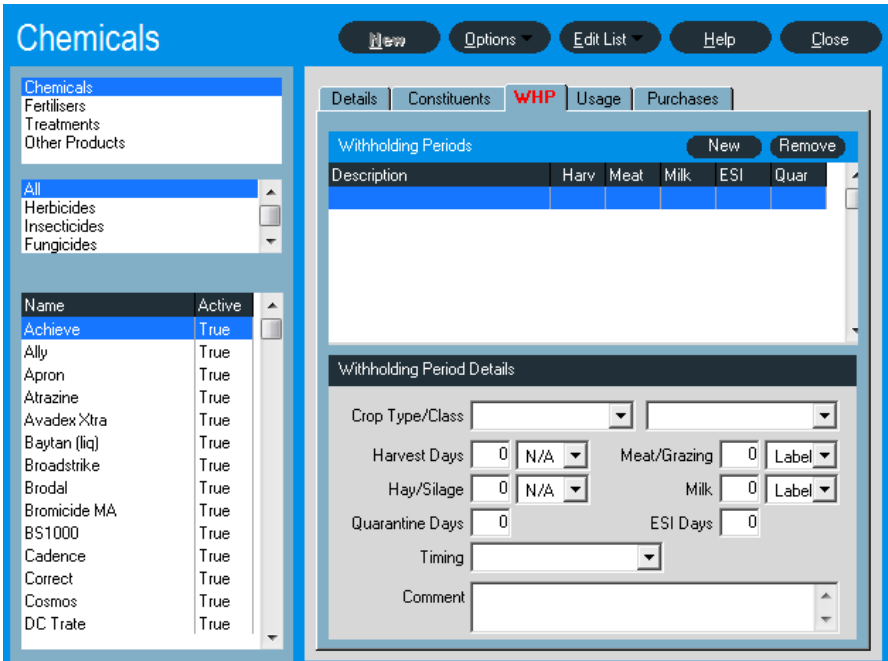 Chemicals
New Options Edit List Help Close
Chemicals
Fertilisers
Treatments
Other Products
All
Herbicides
Insecticides
Fungicides
Name Active
Achieve True
Ally True
Apron True
Atrazine True
Avadex Xtra True
Baytan (liq) True
Broadstrike True
Brodal True
Bromicide MA True
BS1000 True
Cadence True
Correct True
Cosmos True
DC Trate True
Details Constituents WHP Usage Purchases
Withholding Periods New Remove
Description Harv Meat Milk ESI Quar
Withholding Period Details
Crop Type/Class
Harvest Days 0 N/A Meat/Grazing 0 Label
Hay/Silage 0 N/A Milk 0 Label
Quarantine Days 0 ESI Days 0
Timing
Comment